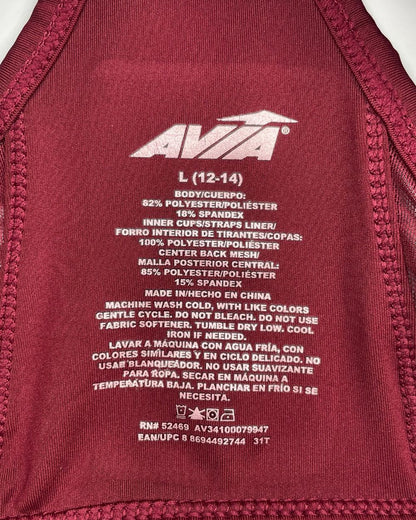 AVIA®
L (12-14)
BODY/CUERPO:
82% POLYESTER/POLIÉSTER
18% SPANDEX
INNER CUPS/STRAPS LINER/
FORRO INTERIOR DE TIRANTES/COPAS:
100% POLYESTER/POLIÉSTER
CENTER BACK MESH/
MALLA POSTERIOR CENTRAL:
85% POLYESTER/POLIÉSTER
15% SPANDEX
MADE IN/HECHO EN CHINA
MACHINE WASH COLD, WITH LIKE COLORS
GENTLE CYCLE. DO NOT BLEACH. DO NOT USE
FABRIC SOFTENER. TUMBLE DRY LOW. COOL
IRON IF NEEDED.
LAVAR A MÁQUINA CON AGUA FRÍA, CON
COLORES SIMILARES Y EN CICLO DELICADO. NO
USAR BLANQUEADOR. NO USAR SUAVIZANTE
PARA ROPA. SECAR EN MÁQUINA A
TEMPERATURA BAJA. PLANCHAR EN FRÍO SI SE
NECESITA.
RN# 52469 AV34100079947
EAN/UPC 8 8694492744 31T